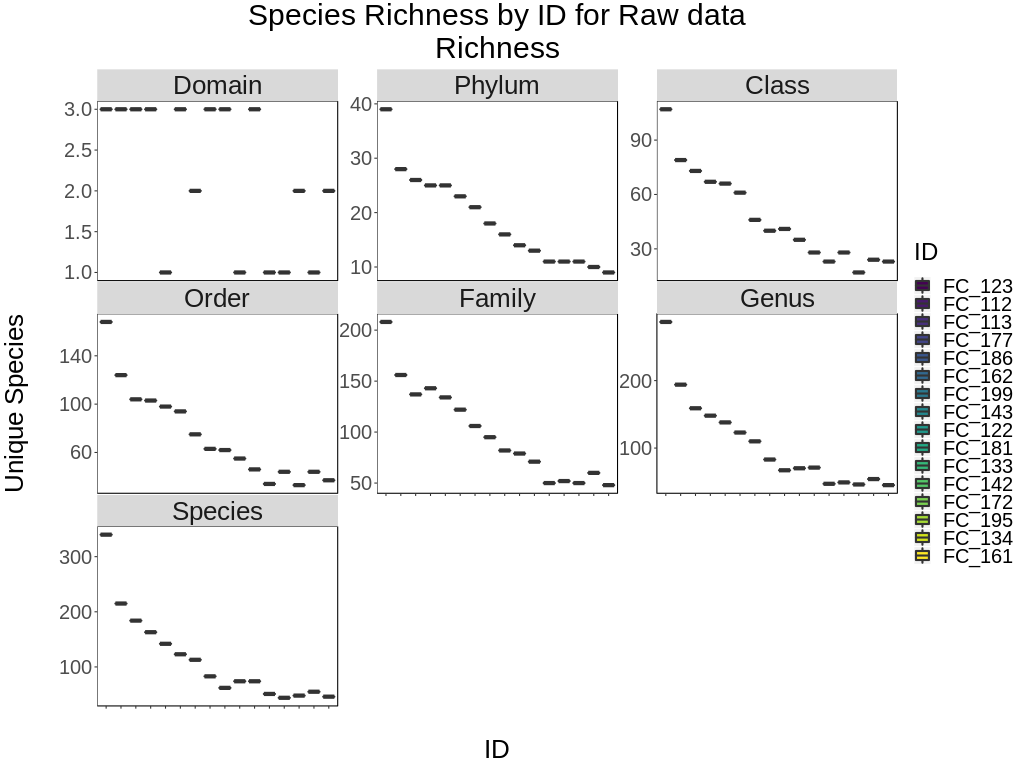 Species Richness by ID for Raw data
Richness
Domain
3.0
2.5
2.0
1.5
1.0
Phylum
40
30
20
10
Class
90
60
30
Order
140
100
60
Family
200
150
100
50
Genus
200
100
Species
300
200
100
Unique Species
ID
ID
FC_123
FC_112
FC_113
FC_177
FC_186
FC_162
FC_199
FC_143
FC_122
FC_181
FC_133
FC_142
FC_172
FC_195
FC_134
FC_161